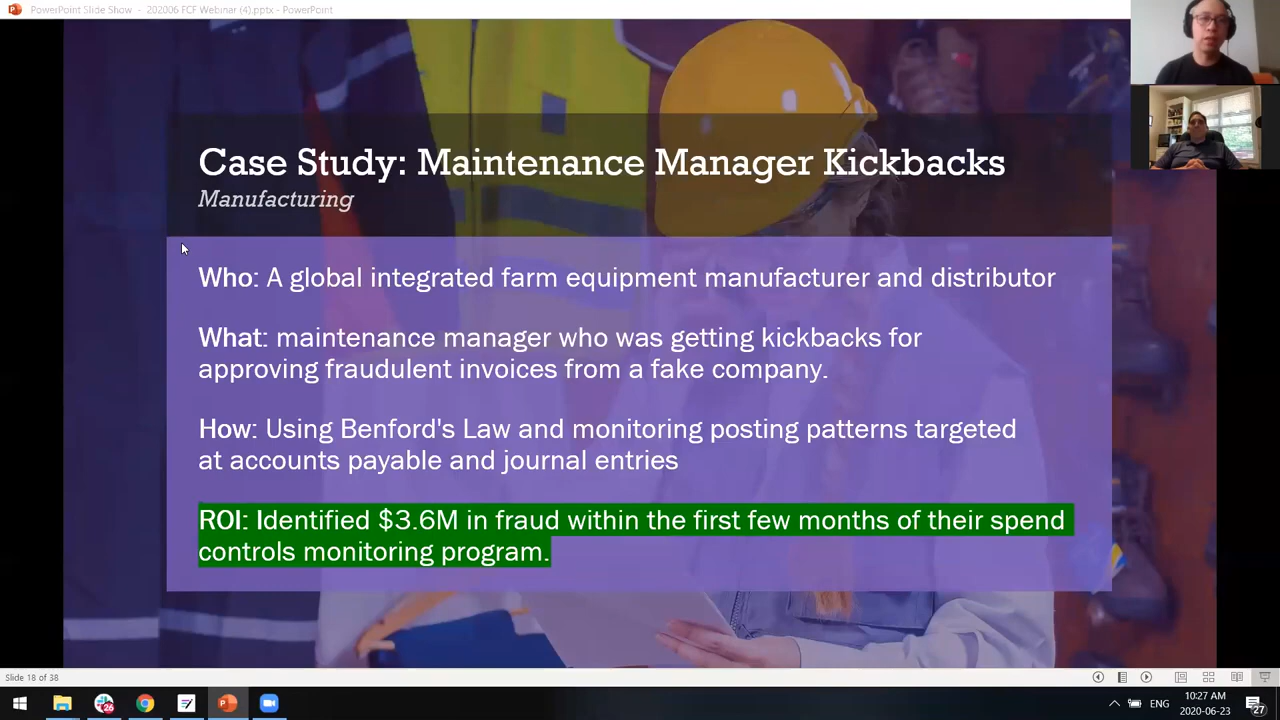 PowerPoint Slide Show - 202006 FCF Webinar (4).pptx - PowerPoint
Case Study: Maintenance Manager Kickbacks
Manufacturing
Who: A global integrated farm equipment manufacturer and distributor
What: maintenance manager who was getting kickbacks for
approving fraudulent invoices from a fake company.
How: Using Benford's Law and monitoring posting patterns targeted
at accounts payable and journal entries
ROI: Identified $3.6M in fraud within the first few months of their spend
controls monitoring program.
Slide 18 of 38
26
ENG
10:27 AM
2020-06-23
27